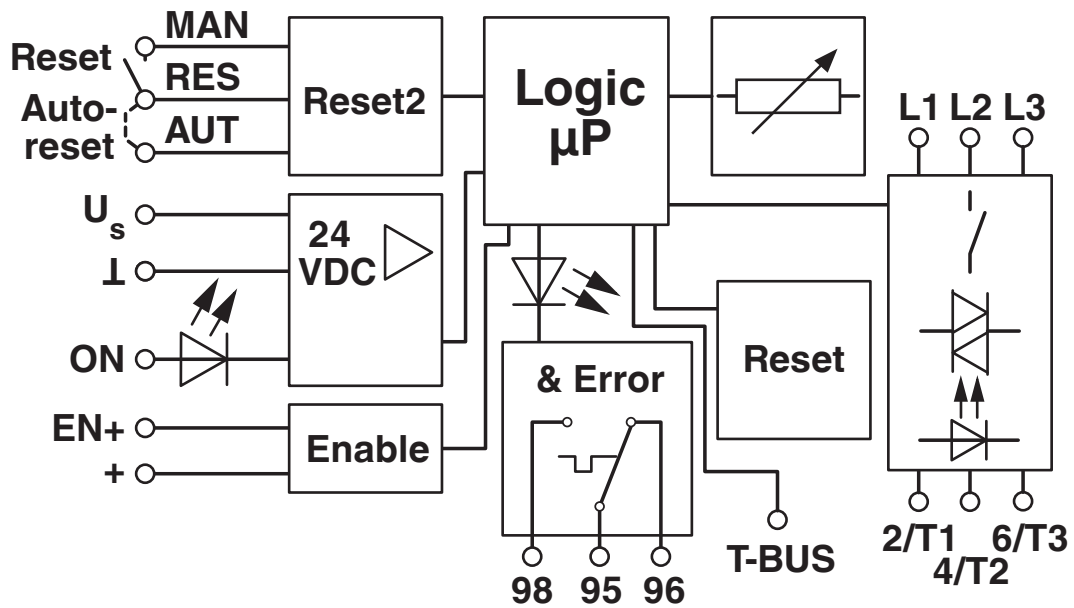 MAN
Reset
RES
Auto-
reset
AUT
Reset2
Logic
µP
L1 L2 L3
Us
⊥
24
VDC
ON
EN+
+
Enable
& Error
Reset
98 95 96
T-BUS
2/T1 6/T3
4/T2